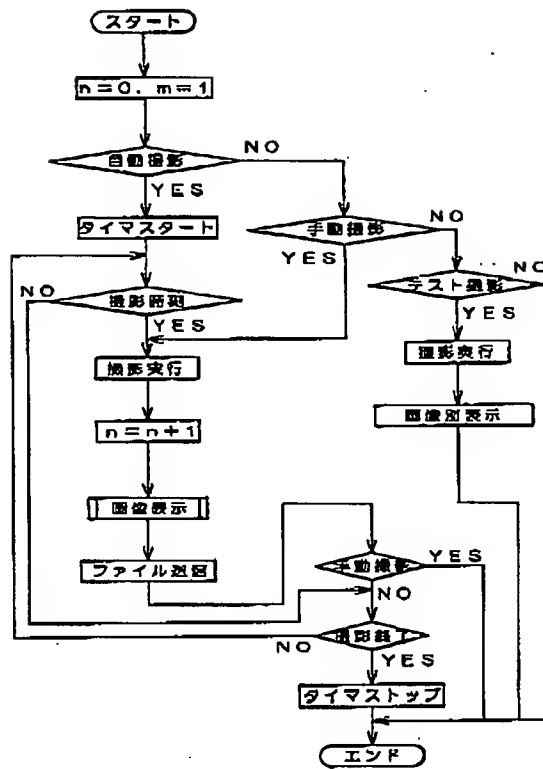 スタート
n=0. m=1
自動撮影
NO
YES
タイマスタート
手動撮影
NO
YES
撮影時刻
NO
YES
テスト撮影
NO
YES
撮影実行
撮影実行
n=n+1
画像別表示
画像表示
ファイル送出
手動撮影
YES
NO
撮影終了
NO
YES
タイマストップ
エンド